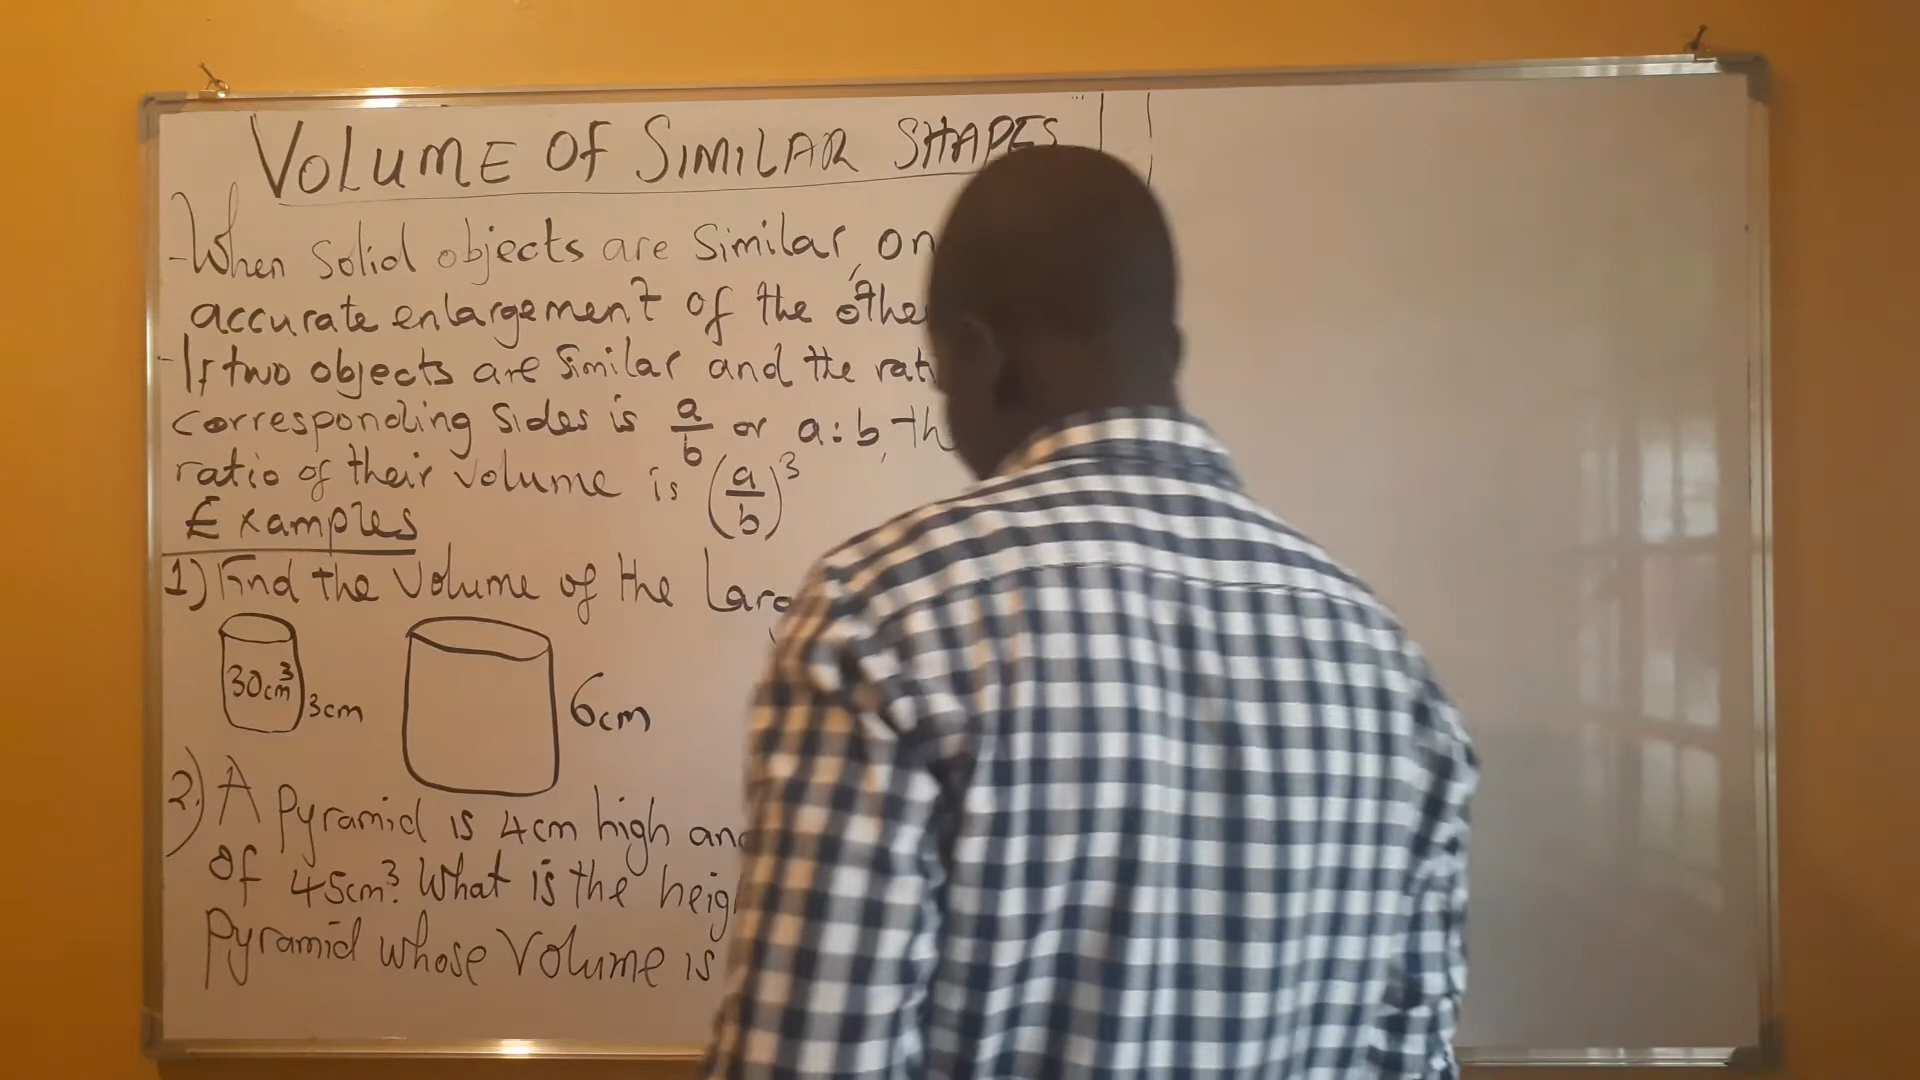 VOLUME OF SIMILAR SHAPES
- When solid objects are similar, on
accurate enlargement of the othe
- If two objects are similar and the rati
corresponding sides is a/b or a:b, th
ratio of their volume is (a/b)³
Examples
1) Find the volume of the Larg
30cm³
3cm
6cm
2.) A pyramid is 4cm high and
of 45cm³. What is the heigh
Pyramid whose volume is